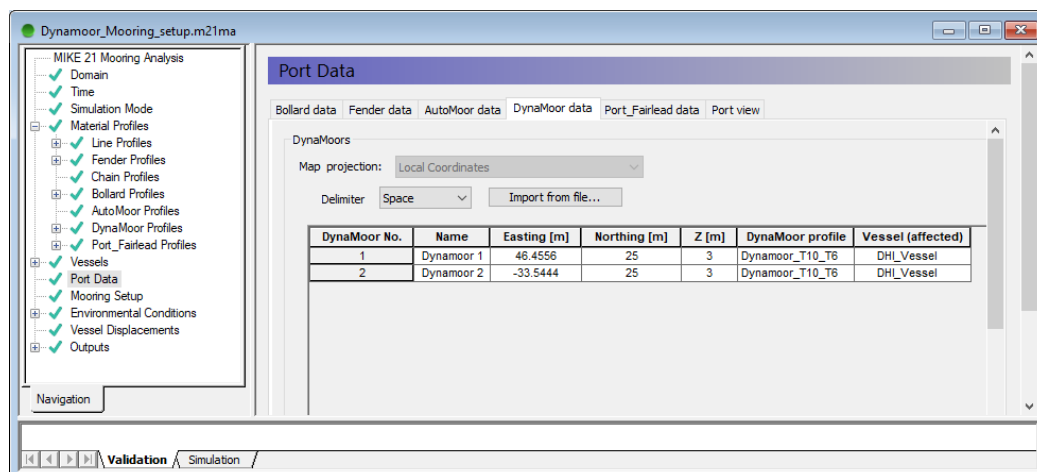 Dynamoor_Mooring_setup.m21ma
MIKE 21 Mooring Analysis
Domain
Time
Simulation Mode
Material Profiles
Line Profiles
Fender Profiles
Chain Profiles
Bollard Profiles
AutoMoor Profiles
DynaMoor Profiles
Port_Fairlead Profiles
Vessels
Port Data
Mooring Setup
Environmental Conditions
Vessel Displacements
Outputs
Navigation
Port Data
Bollard data Fender data AutoMoor data DynaMoor data Port_Fairlead data Port view
DynaMoors
Map projection: Local Coordinates
Delimiter Space Import from file...
DynaMoor No. Name Easting [m] Northing [m] Z [m] DynaMoor profile Vessel (affected)
1 Dynamoor 1 46.4556 25 3 Dynamoor_T10_T6 DHI_Vessel
2 Dynamoor 2 -33.5444 25 3 Dynamoor_T10_T6 DHI_Vessel
Validation Simulation